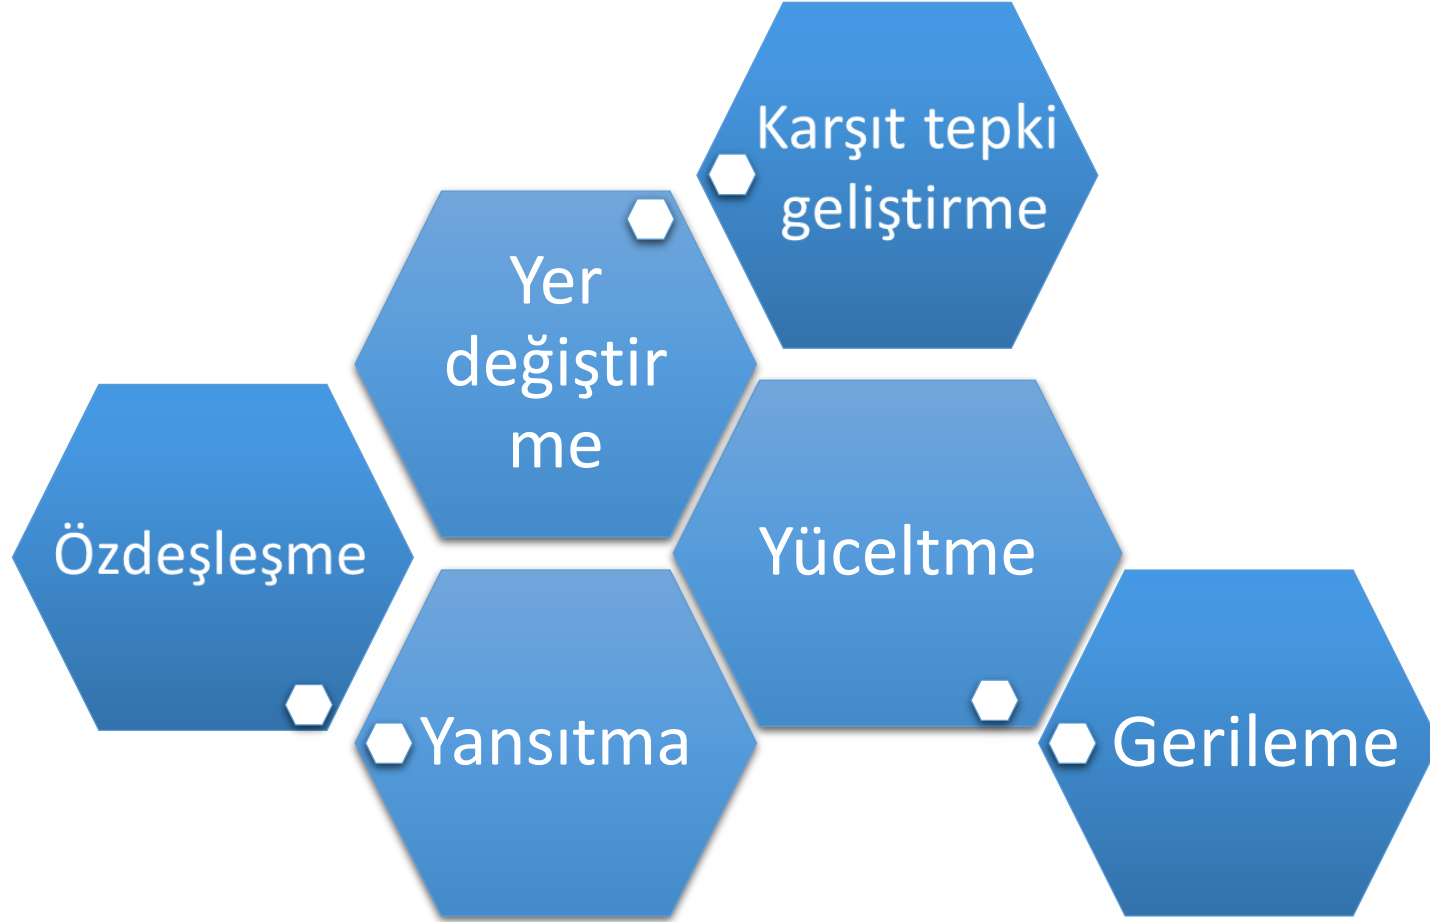 Karşıt tepki
geliştirme
Yer
değiştir
me
Özdeşleşme
Yüceltme
Yansıtma
Gerileme